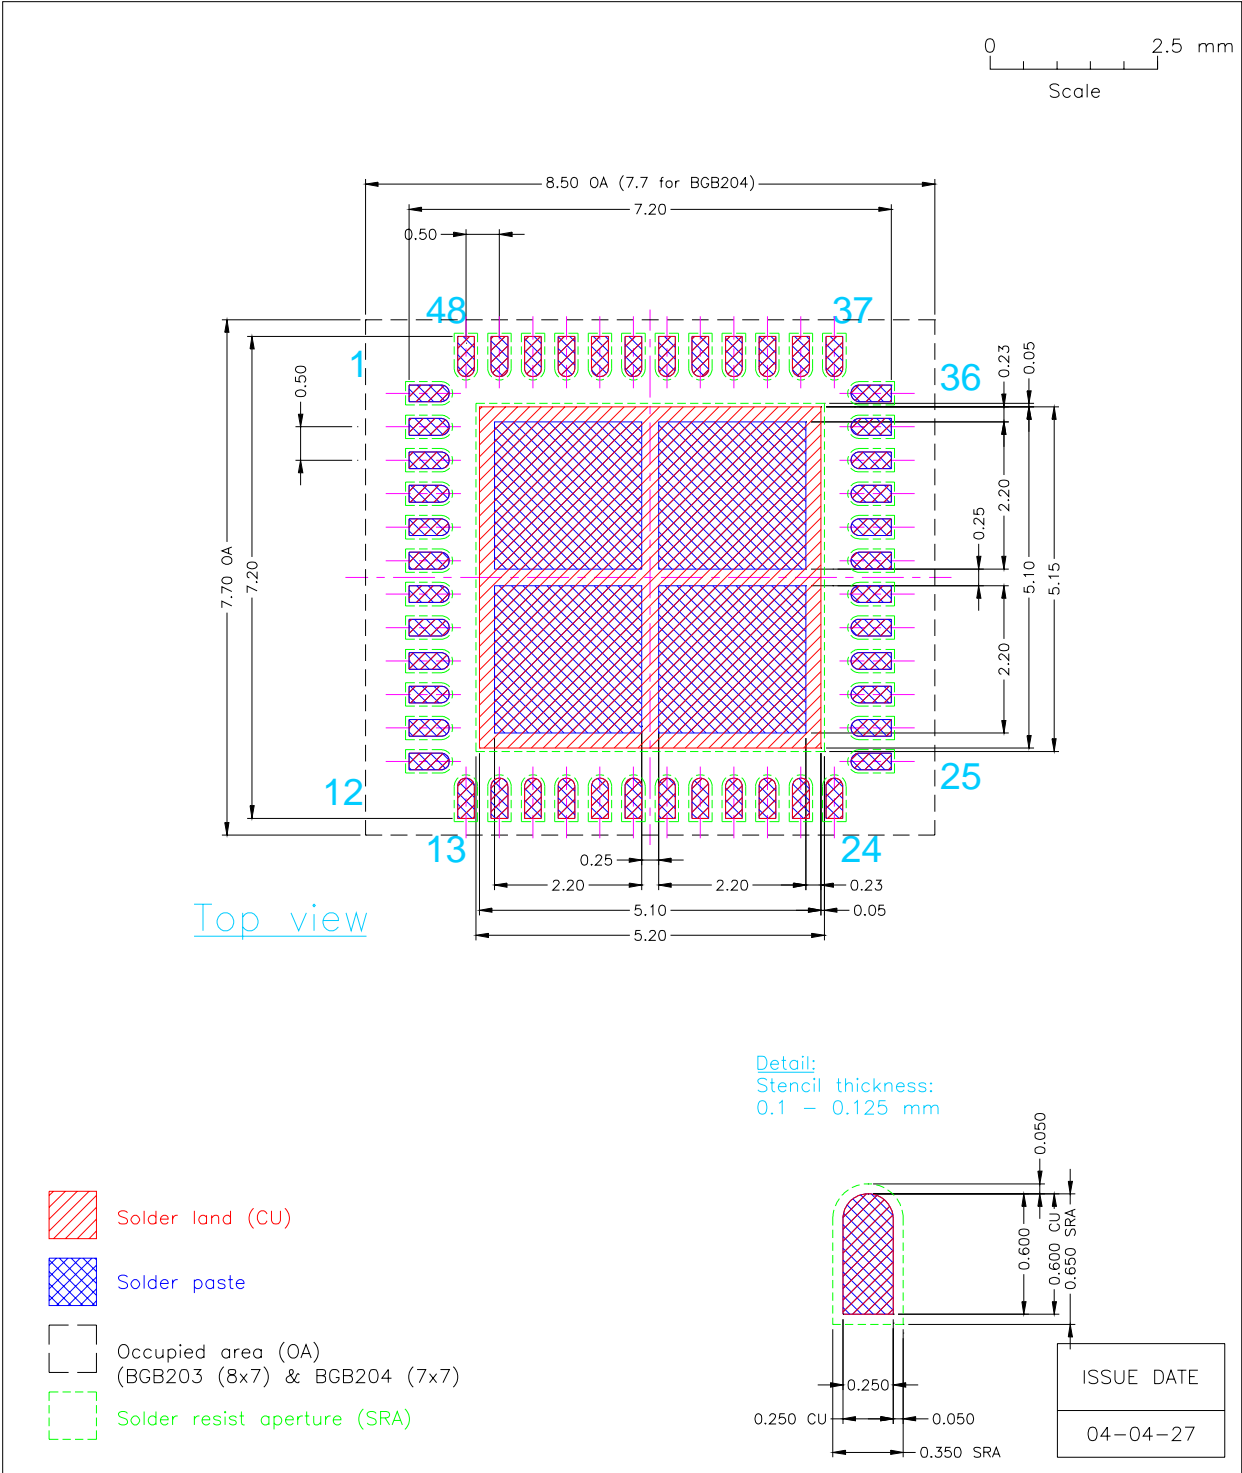 0 2.5 mm
Scale
8.50 OA (7.7 for BGB204)
7.20
0.50
48 37
1 36
0.50
0.23
0.05
7.70 OA
7.20
2.20
0.25
5.10
5.15
2.20
12 25
13 24
0.25
2.20 2.20 0.23
5.10 0.05
5.20
Top view
Detail:
Stencil thickness:
0.1 – 0.125 mm
0.050
0.600
0.600 CU
0.650 SRA
0.250
0.250 CU 0.050
0.350 SRA
Solder land (CU)
Solder paste
Occupied area (OA)
(BGB203 (8x7) & BGB204 (7x7)
Solder resist aperture (SRA)
ISSUE DATE
04-04-27